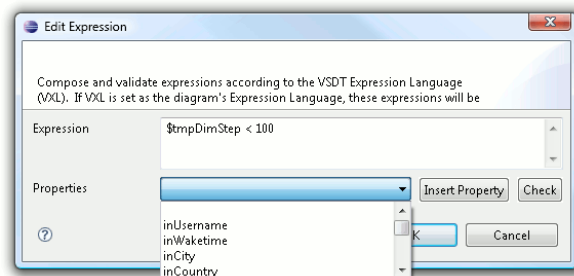 Edit Expression
Compose and validate expressions according to the VSDT Expression Language
(VXL). If VXL is set as the diagram's Expression Language, these expressions will be
Expression
$tmpDimStep < 100
Properties
Insert Property
Check
inUsername
inWaketime
inCity
inCountry
K
Cancel